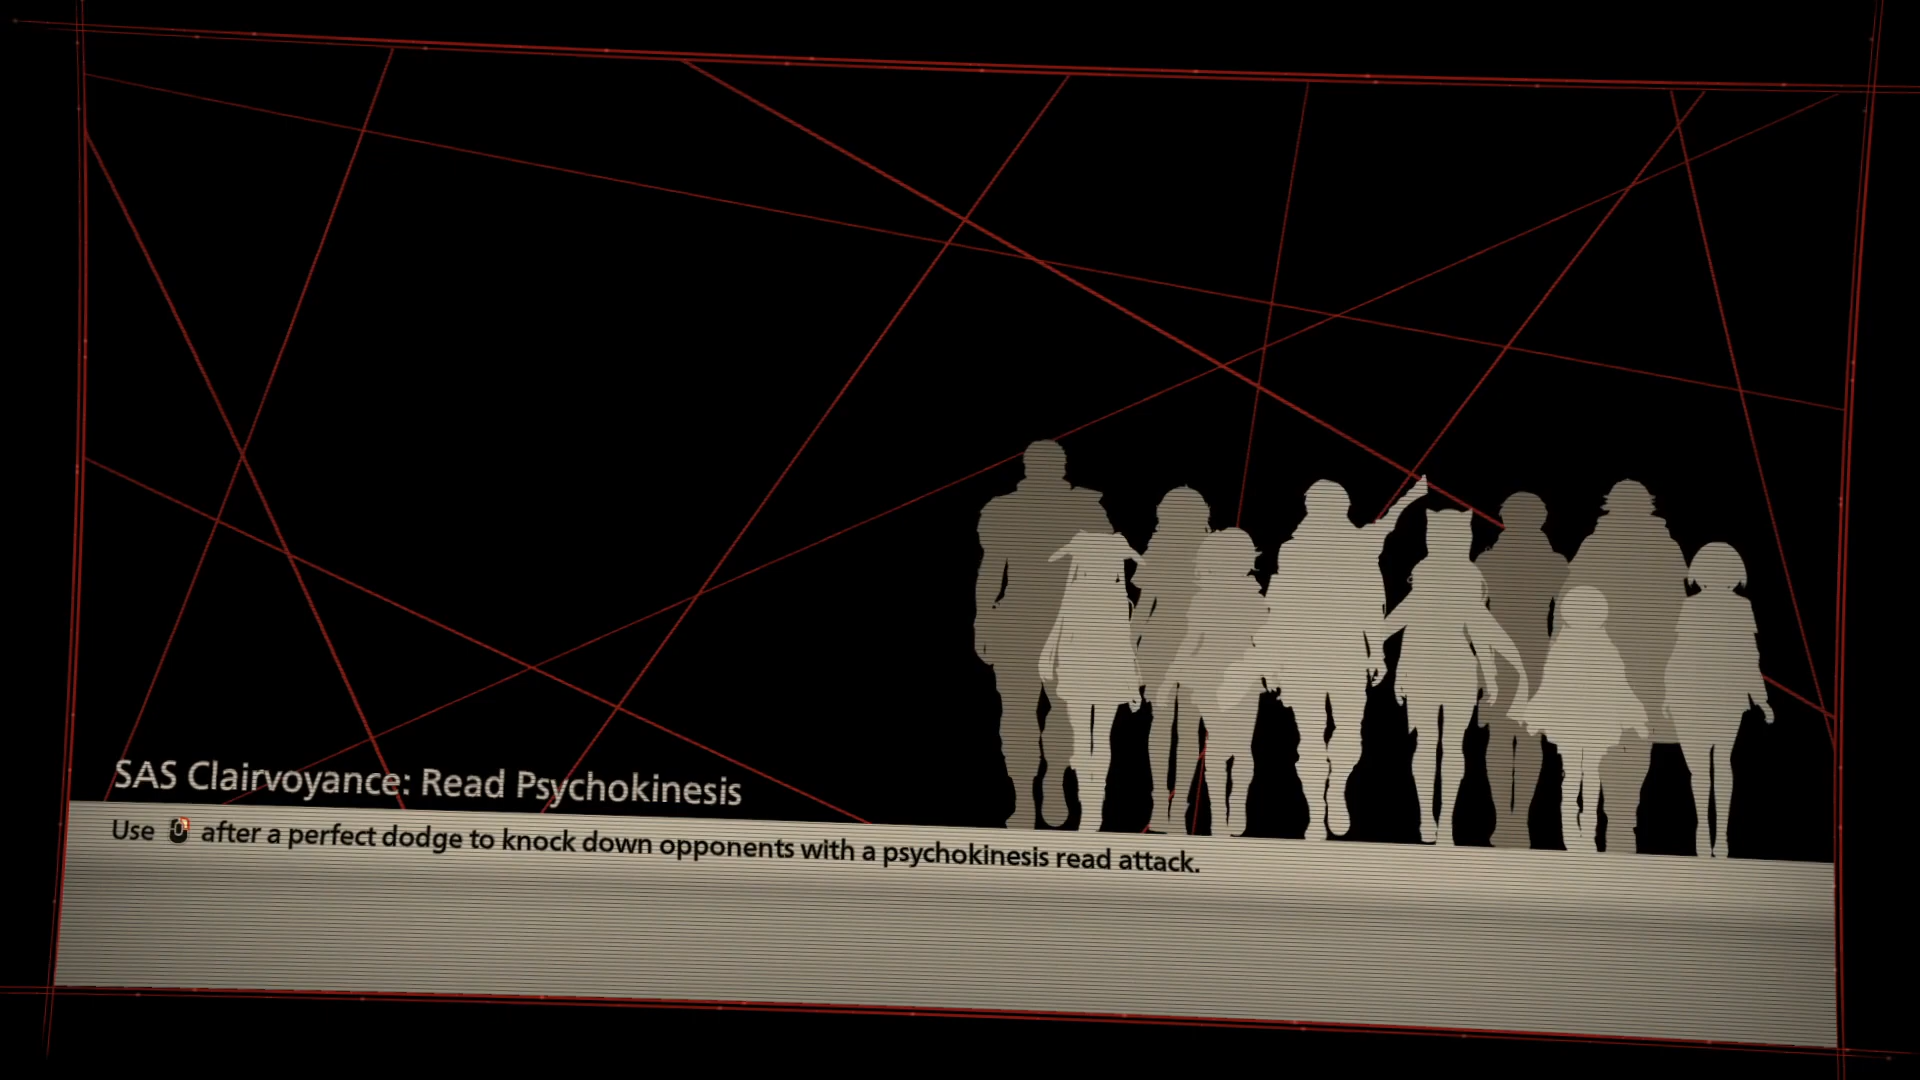 SAS Clairvoyance: Read Psychokinesis
Use after a perfect dodge to knock down opponents with a psychokinesis read attack.